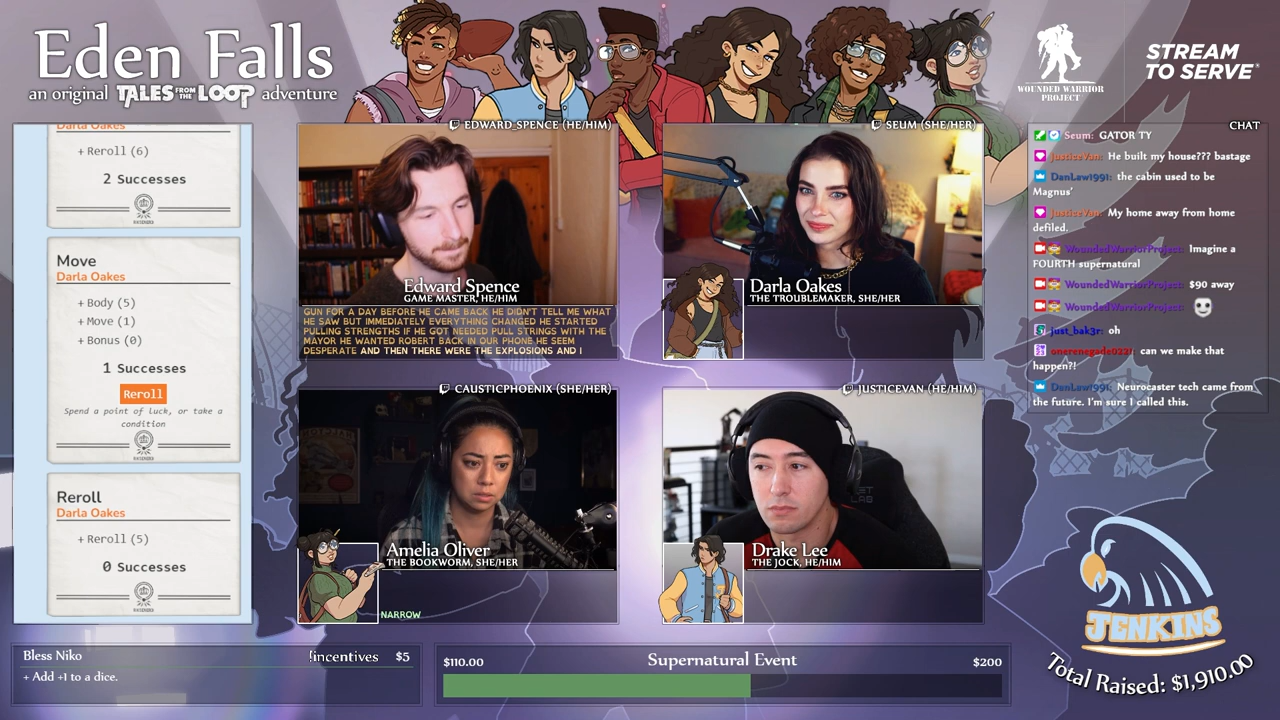 Eden Falls
an original TALES FROM THE LOOP adventure
WOUNDED WARRIOR
PROJECT
STREAM
TO SERVE
Darla Oakes
+ Reroll (6)
2 Successes
Move
Darla Oakes
+ Body (5)
+ Move (1)
+ Bonus (0)
1 Successes
Reroll
Spend a point of luck, or take a
condition
Reroll
Darla Oakes
+ Reroll (5)
0 Successes
EDWARD_SPENCE (HE/HIM)
Edward Spence
GAME MASTER, HE/HIM
GUN FOR A DAY BEFORE HE CAME BACK HE DIDN'T TELL ME WHAT
HE SAW BUT IMMEDIATELY EVERYTHING CHANGED HE STARTED
PULLING STRENGTHS IF HE GOT NEEDED PULL STRINGS WITH THE
MAYOR HE WANTED ROBERT BACK IN OUR PHONE HE SEEM
DESPERATE AND THEN THERE WERE THE EXPLOSIONS AND I
SEUM (SHE/HER)
Darla Oakes
THE TROUBLEMAKER, SHE/HER
CAUSTICPHOENIX (SHE/HER)
Amelia Oliver
THE BOOKWORM, SHE/HER
NARROW
JUSTICEVAN (HE/HIM)
Drake Lee
THE JOCK, HE/HIM
CHAT
Seum: GATOR TY
JusticeVan: He built my house??? bastage
DanLaw1991: the cabin used to be
Magnus'
JusticeVan: My home away from home
defiled.
WoundedWarriorProject: Imagine a
FOURTH supernatural
WoundedWarriorProject: $90 away
WoundedWarriorProject:
just_bak3r: oh
onerenegade0221: can we make that
happen?!
DanLaw1991: Neurocaster tech came from
the future. I'm sure I called this.
JENKINS
Total Raised: $1,910.00
Bless Niko
!incentives $5
+ Add +1 to a dice.
$110.00 Supernatural Event $200